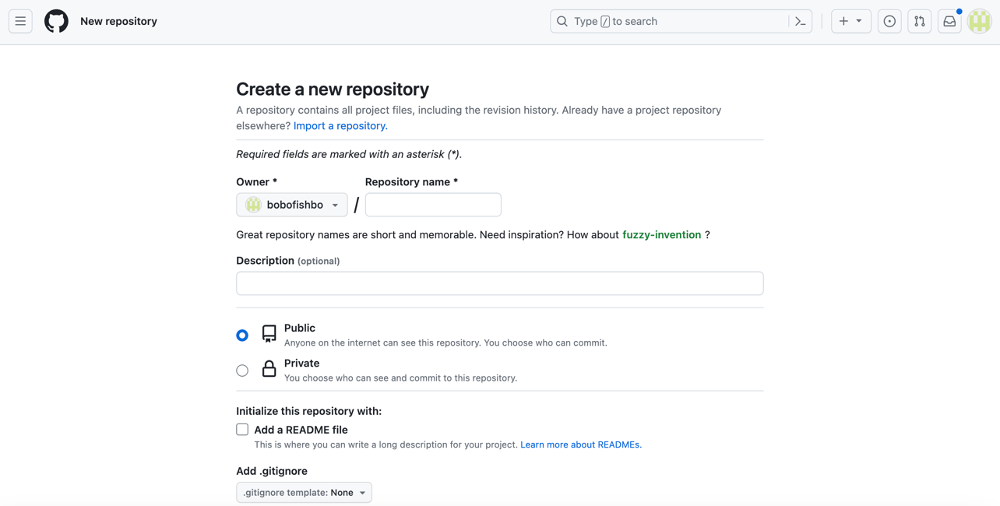 New repository
Type / to search
Create a new repository
A repository contains all project files, including the revision history. Already have a project repository
elsewhere? Import a repository.
Required fields are marked with an asterisk (*).
Owner * Repository name *
bobofishbo /
Great repository names are short and memorable. Need inspiration? How about fuzzy-invention ?
Description (optional)
Public
Anyone on the internet can see this repository. You choose who can commit.
Private
You choose who can see and commit to this repository.
Initialize this repository with:
Add a README file
This is where you can write a long description for your project. Learn more about READMEs.
Add .gitignore
.gitignore template: None